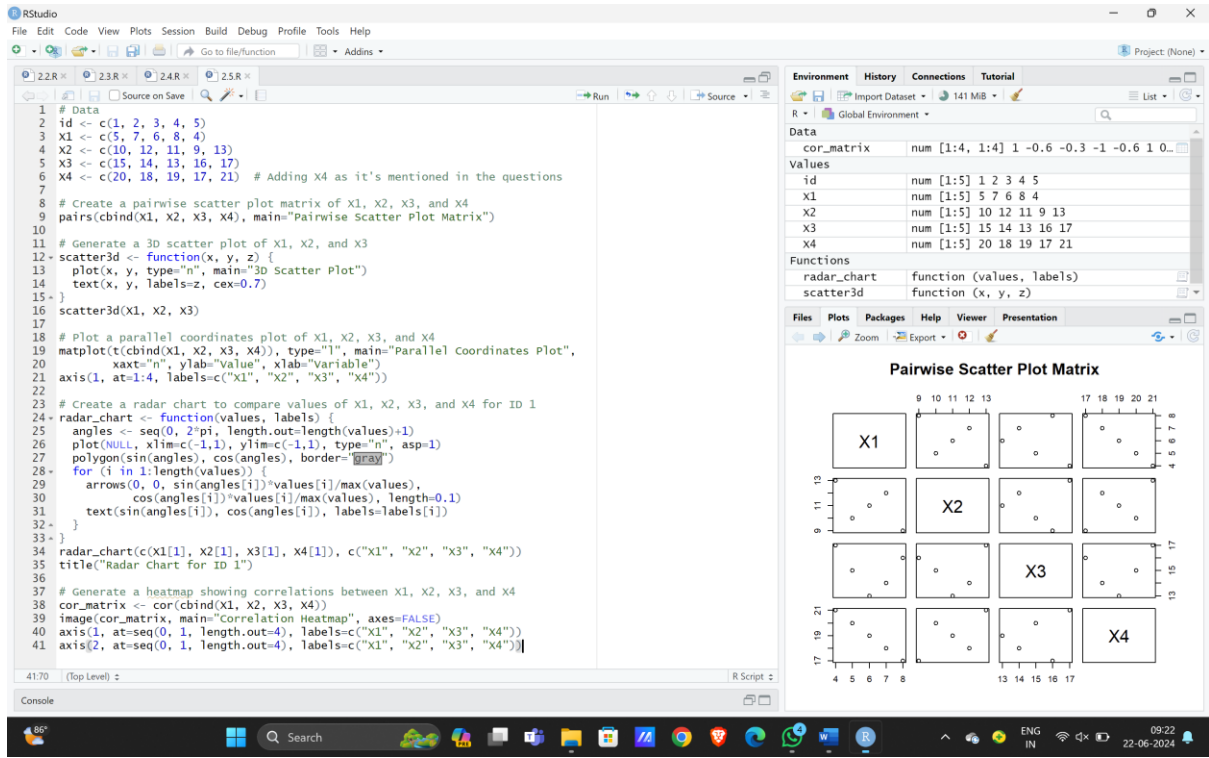 RStudio
File Edit Code View Plots Session Build Debug Profile Tools Help
Go to file/function Addins
Project: (None)
2.2.R × 2.3.R × 2.4.R × 2.5.R ×
Source on Save Run Source
1 # Data
2 id <- c(1, 2, 3, 4, 5)
3 X1 <- c(5, 7, 6, 8, 4)
4 X2 <- c(10, 12, 11, 9, 13)
5 X3 <- c(15, 14, 13, 16, 17)
6 X4 <- c(20, 18, 19, 17, 21)  # Adding X4 as it's mentioned in the questions
7
8 # Create a pairwise scatter plot matrix of X1, X2, X3, and X4
9 pairs(cbind(X1, X2, X3, X4), main="Pairwise Scatter Plot Matrix")
10
11 # Generate a 3D scatter plot of X1, X2, and X3
12 scatter3d <- function(x, y, z) {
13   plot(x, y, type="n", main="3D Scatter Plot")
14   text(x, y, labels=z, cex=0.7)
15 }
16 scatter3d(X1, X2, X3)
17
18 # Plot a parallel coordinates plot of X1, X2, X3, and X4
19 matplot(t(cbind(X1, X2, X3, X4)), type="l", main="Parallel Coordinates Plot",
20         xaxt="n", ylab="Value", xlab="Variable")
21 axis(1, at=1:4, labels=c("X1", "X2", "X3", "X4"))
22
23 # Create a radar chart to compare values of X1, X2, X3, and X4 for ID 1
24 radar_chart <- function(values, labels) {
25   angles <- seq(0, 2*pi, length.out=length(values)+1)
26   plot(NULL, xlim=c(-1,1), ylim=c(-1,1), type="n", asp=1)
27   polygon(sin(angles), cos(angles), border="gray")
28   for (i in 1:length(values)) {
29     arrows(0, 0, sin(angles[i])*values[i]/max(values),
30            cos(angles[i])*values[i]/max(values), length=0.1)
31     text(sin(angles[i]), cos(angles[i]), labels=labels[i])
32   }
33 }
34 radar_chart(c(X1[1], X2[1], X3[1], X4[1]), c("X1", "X2", "X3", "X4"))
35 title("Radar Chart for ID 1")
36
37 # Generate a heatmap showing correlations between X1, X2, X3, and X4
38 cor_matrix <- cor(cbind(X1, X2, X3, X4))
39 image(cor_matrix, main="Correlation Heatmap", axes=FALSE)
40 axis(1, at=seq(0, 1, length.out=4), labels=c("X1", "X2", "X3", "X4"))
41 axis(2, at=seq(0, 1, length.out=4), labels=c("X1", "X2", "X3", "X4"))
41:70 (Top Level) R Script
Console
Environment History Connections Tutorial
Import Dataset 141 MiB List
R Global Environment
Data
cor_matrix num [1:4, 1:4] 1 -0.6 -0.3 -1 -0.6 1 0…
Values
id num [1:5] 1 2 3 4 5
X1 num [1:5] 5 7 6 8 4
X2 num [1:5] 10 12 11 9 13
X3 num [1:5] 15 14 13 16 17
X4 num [1:5] 20 18 19 17 21
Functions
radar_chart function (values, labels)
scatter3d function (x, y, z)
Files Plots Packages Help Viewer Presentation
Zoom Export
Pairwise Scatter Plot Matrix
9 10 11 12 13 17 18 19 20 21
X1 4 5 6 7 8
9 11 13 X2
X3 13 15 17
17 19 21 X4
4 5 6 7 8 13 14 15 16 17
86°
Search
PRE
4
ENG
IN
09:22
22-06-2024